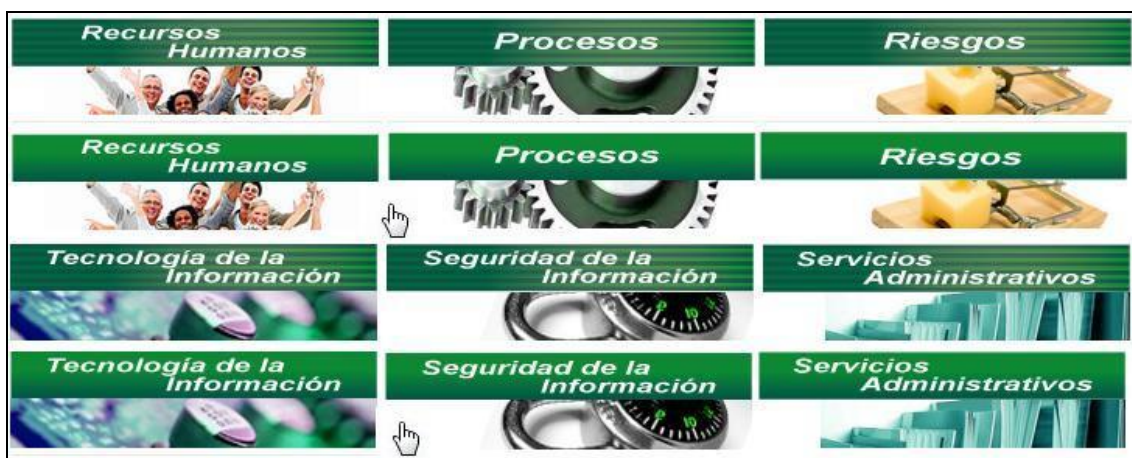 Recursos
Humanos
Procesos
Riesgos
Recursos
Humanos
Procesos
Riesgos
Tecnología de la
Información
Seguridad de la
Información
Servicios
Administrativos
Tecnología de la
Información
Seguridad de la
Información
Servicios
Administrativos